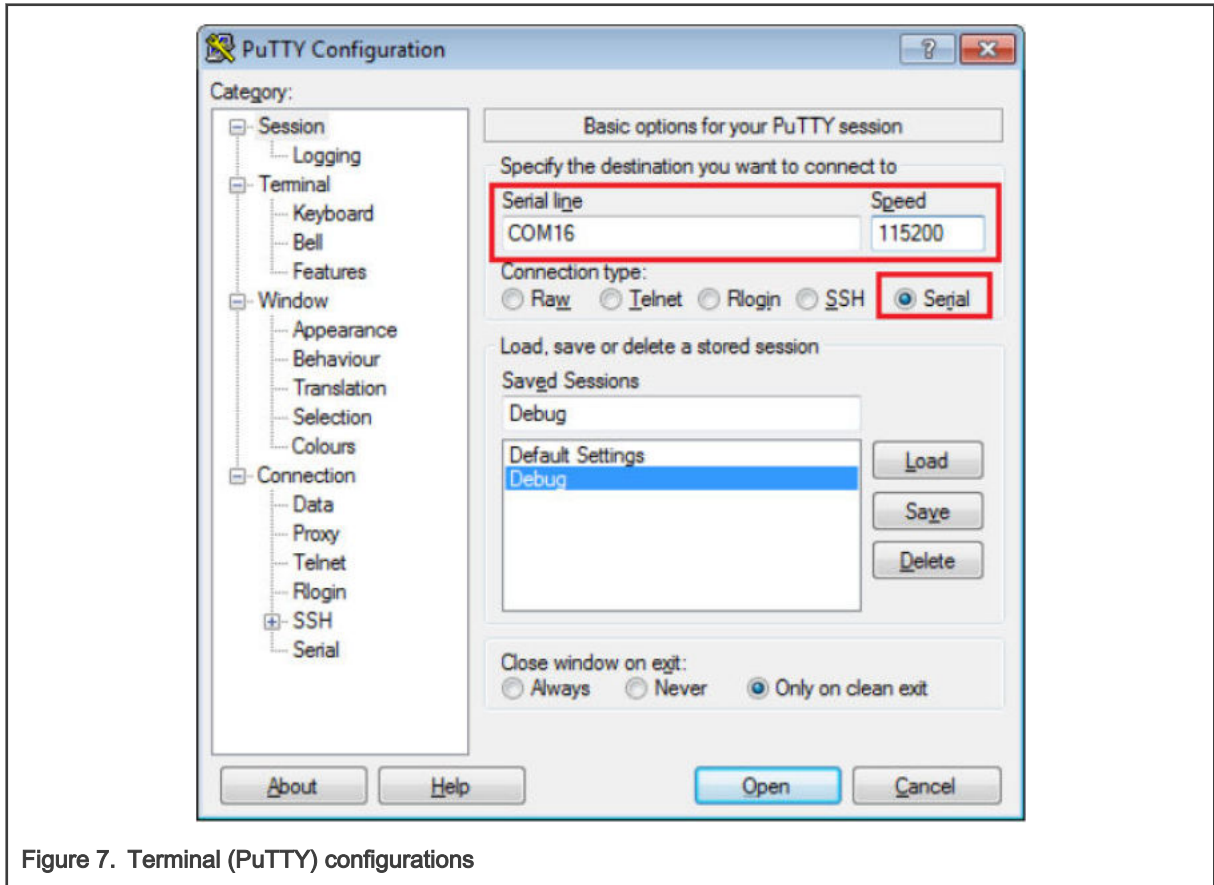 PuTTY Configuration
Category:
Session
Logging
Terminal
Keyboard
Bell
Features
Window
Appearance
Behaviour
Translation
Selection
Colours
Connection
Data
Proxy
Telnet
Rlogin
SSH
Serial
Basic options for your PuTTY session
Specify the destination you want to connect to
Serial line Speed
COM16 115200
Connection type:
Raw Telnet Rlogin SSH Serial
Load, save or delete a stored session
Saved Sessions
Debug
Default Settings
Debug
Load
Save
Delete
Close window on exit:
Always Never Only on clean exit
About Help Open Cancel
Figure 7. Terminal (PuTTY) configurations